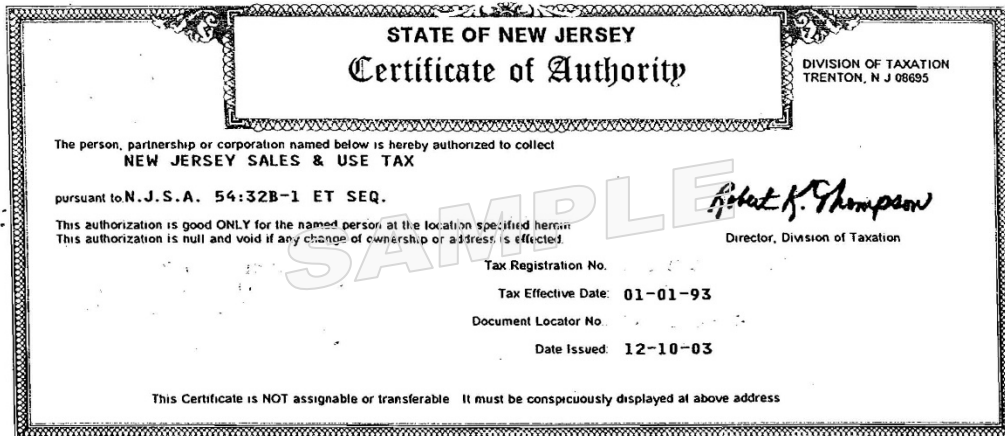 STATE OF NEW JERSEY
Certificate of Authority
DIVISION OF TAXATION
TRENTON, N J 08695
The person, partnership or corporation named below is hereby authorized to collect
NEW JERSEY SALES & USE TAX
pursuant to N.J.S.A. 54:32B-1 ET SEQ.
This authorization is good ONLY for the named person at the location specified herein
This authorization is null and void if any change of ownership or address is effected.
Robert K. Thompson
Director, Division of Taxation
SAMPLE
Tax Registration No.
Tax Effective Date: 01-01-93
Document Locator No.
Date Issued: 12-10-03
This Certificate is NOT assignable or transferable It must be conspicuously displayed at above address